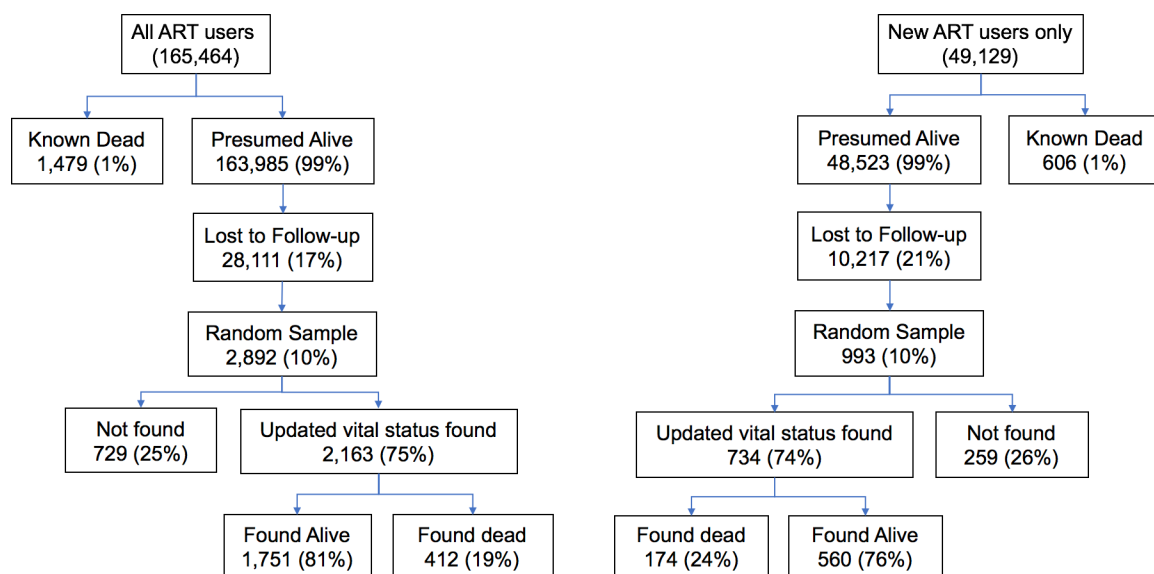 All ART users
(165,464)
Known Dead
1,479 (1%)
Presumed Alive
163,985 (99%)
Lost to Follow-up
28,111 (17%)
Random Sample
2,892 (10%)
Not found
729 (25%)
Updated vital status found
2,163 (75%)
Found Alive
1,751 (81%)
Found dead
412 (19%)
New ART users only
(49,129)
Presumed Alive
48,523 (99%)
Known Dead
606 (1%)
Lost to Follow-up
10,217 (21%)
Random Sample
993 (10%)
Updated vital status found
734 (74%)
Not found
259 (26%)
Found dead
174 (24%)
Found Alive
560 (76%)